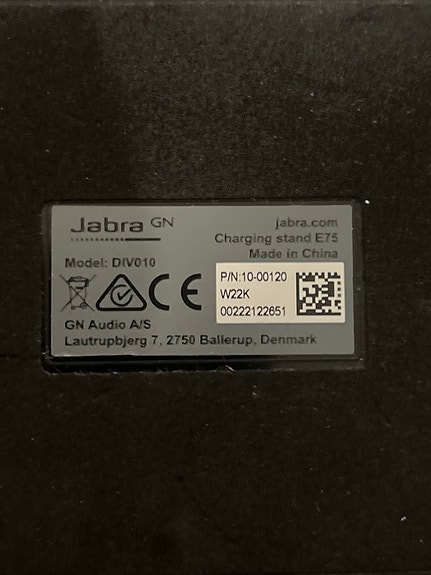 Jabra GN
jabra.com
Charging stand E75
Made in China
Model: DIV010
P/N:10-00120
W22K
00222122651
CE
GN Audio A/S
Lautrupbjerg 7, 2750 Ballerup, Denmark